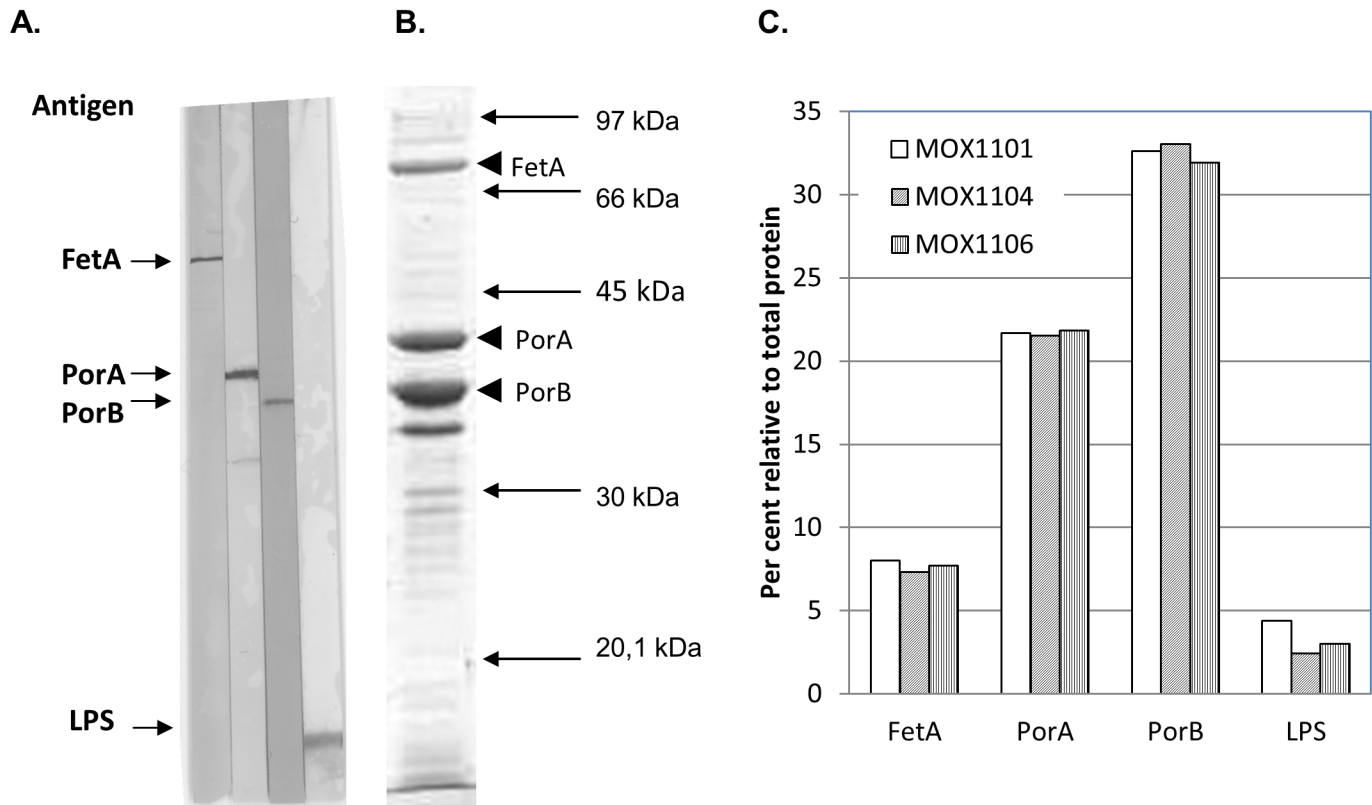 A.
B.
C.
Antigen
FetA
PorA
PorB
LPS
97 kDa
FetA
66 kDa
45 kDa
PorA
PorB
30 kDa
20,1 kDa
Per cent relative to total protein
35
30
25
20
15
10
5
0
MOX1101
MOX1104
MOX1106
FetA PorA PorB LPS